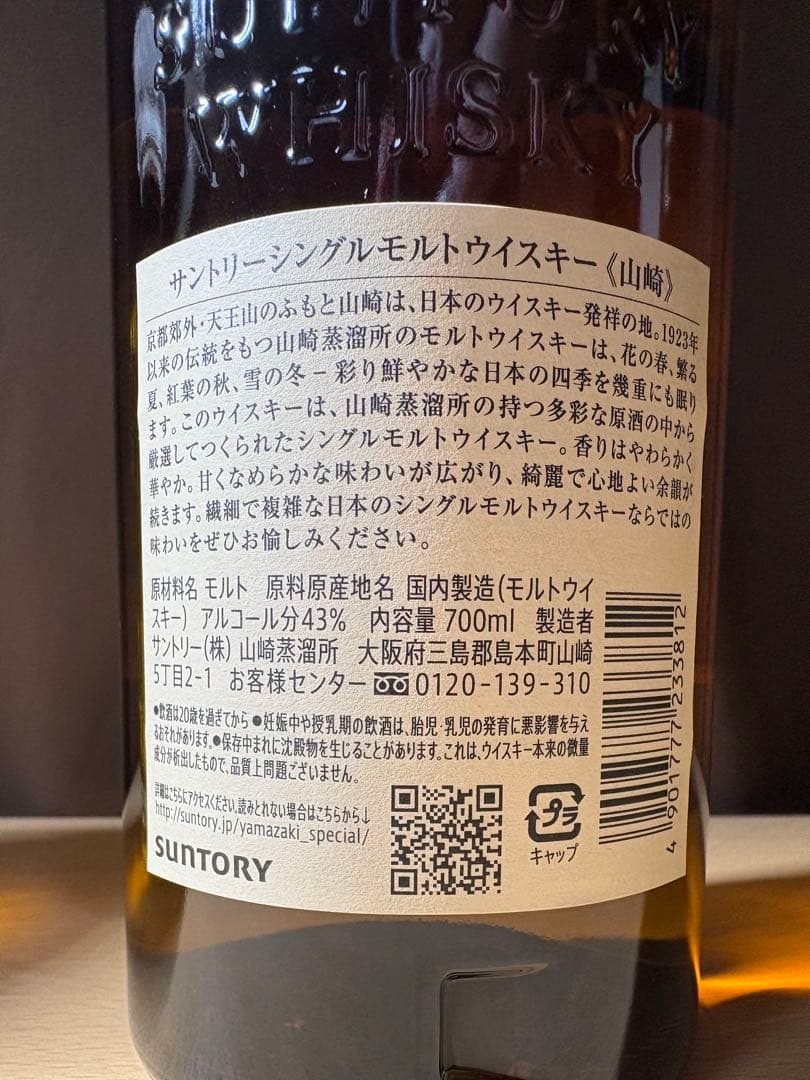 SUNTORY
WHISKY
サントリーシングルモルトウイスキー《山崎》
京都郊外・天王山のふもと山崎は、日本のウイスキー発祥の地。1923年
以来の伝統をもつ山崎蒸溜所のモルトウイスキーは、花の春、繁る
夏、紅葉の秋、雪の冬－彩り鮮やかな日本の四季を幾重にも眠り
ます。このウイスキーは、山崎蒸溜所の持つ多彩な原酒の中から
厳選してつくられたシングルモルトウイスキー。香りはやわらかく
華やか。甘くなめらかな味わいが広がり、綺麗で心地よい余韻が
続きます。繊細で複雑な日本のシングルモルトウイスキーならではの
味わいをぜひお愉しみください。
原材料名 モルト 原料原産地名 国内製造(モルトウイ
スキー) アルコール分43% 内容量 700ml 製造者
サントリー(株) 山崎蒸溜所 大阪府三島郡島本町山崎
5丁目2-1 お客様センター 0120-139-310
●飲酒は20歳を過ぎてから ●妊娠中や授乳期の飲酒は、胎児・乳児の発育に悪影響を与え
るおそれがあります。●保存中まれに沈殿物を生じることがあります。これは、ウイスキー本来の微量
成分が析出したもので、品質上問題ございません。
詳細はこちらにアクセスください。読みとれない場合はこちらから↓
http://suntory.jp/yamazaki_special/
SUNTORY
プラ
キャップ
4 901777 233812